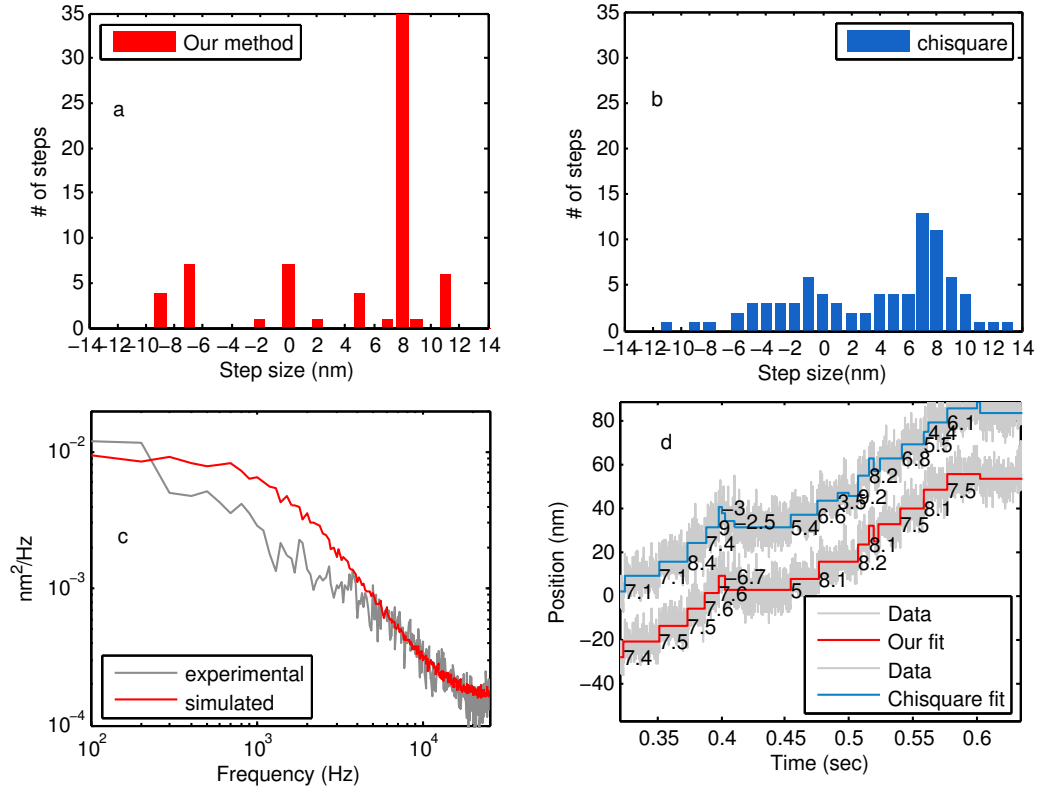 35
30
25
20
15
10
5
0
# of steps
Our method
a
−14−12−10−8 −6 −4 −2 0 2 4 6 8 10 12 14
Step size (nm)
35
30
25
20
15
10
5
0
# of steps
chisquare
b
−14−12−10−8 −6 −4 −2 0 2 4 6 8 10 12 14
Step size(nm)
10−2
10−3
10−4
nm2/Hz
c
experimental
simulated
102 103 104
Frequency (Hz)
80
60
40
20
0
−20
−40
Position (nm)
d
7.1
7.1
8.4
7.4
9
−3
−2.5
5.4
6.6
3.5
9.2
8.2
6.8
5.5
4.4
6.1
7.4
7.5
7.5
7.6
7.6
−6.7
5
8.1
8.2
8.1
7.5
8.1
7.5
Data
Our fit
Data
Chisquare fit
0.35 0.4 0.45 0.5 0.55 0.6
Time (sec)